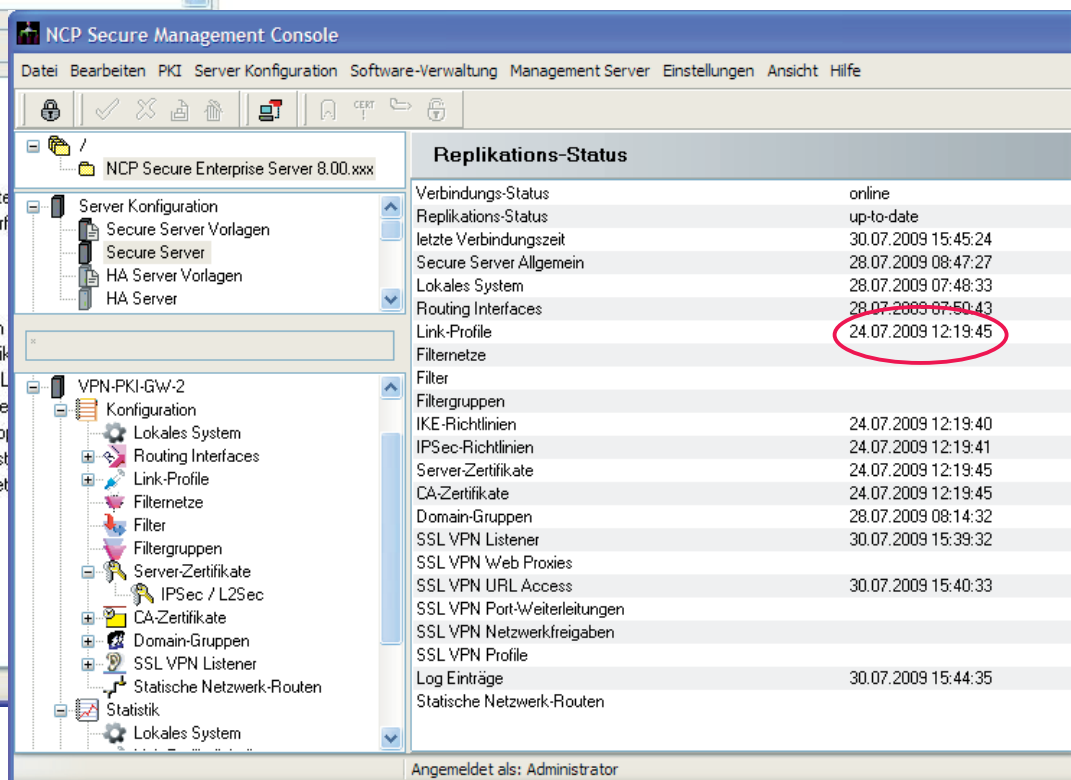 NCP Secure Management Console
Datei Bearbeiten PKI Server Konfiguration Software-Verwaltung Management Server Einstellungen Ansicht Hilfe
CERT
/
NCP Secure Enterprise Server 8.00.xxx
Server Konfiguration
Secure Server Vorlagen
Secure Server
HA Server Vorlagen
HA Server
VPN-PKI-GW-2
Konfiguration
Lokales System
Routing Interfaces
Link-Profile
Filternetze
Filter
Filtergruppen
Server-Zertifikate
IPSec / L2Sec
CA-Zertifikate
Domain-Gruppen
SSL VPN Listener
Statische Netzwerk-Routen
Statistik
Lokales System
Replikations-Status
Verbindungs-Status online
Replikations-Status up-to-date
letzte Verbindungszeit 30.07.2009 15:45:24
Secure Server Allgemein 28.07.2009 08:47:27
Lokales System 28.07.2009 07:48:33
Routing Interfaces 28.07.2009 07:50:43
Link-Profile 24.07.2009 12:19:45
Filternetze
Filter
Filtergruppen
IKE-Richtlinien 24.07.2009 12:19:40
IPSec-Richtlinien 24.07.2009 12:19:41
Server-Zertifikate 24.07.2009 12:19:45
CA-Zertifikate 24.07.2009 12:19:45
Domain-Gruppen 28.07.2009 08:14:32
SSL VPN Listener 30.07.2009 15:39:32
SSL VPN Web Proxies
SSL VPN URL Access 30.07.2009 15:40:33
SSL VPN Port-Weiterleitungen
SSL VPN Netzwerkfreigaben
SSL VPN Profile
Log Einträge 30.07.2009 15:44:35
Statische Netzwerk-Routen
Angemeldet als: Administrator